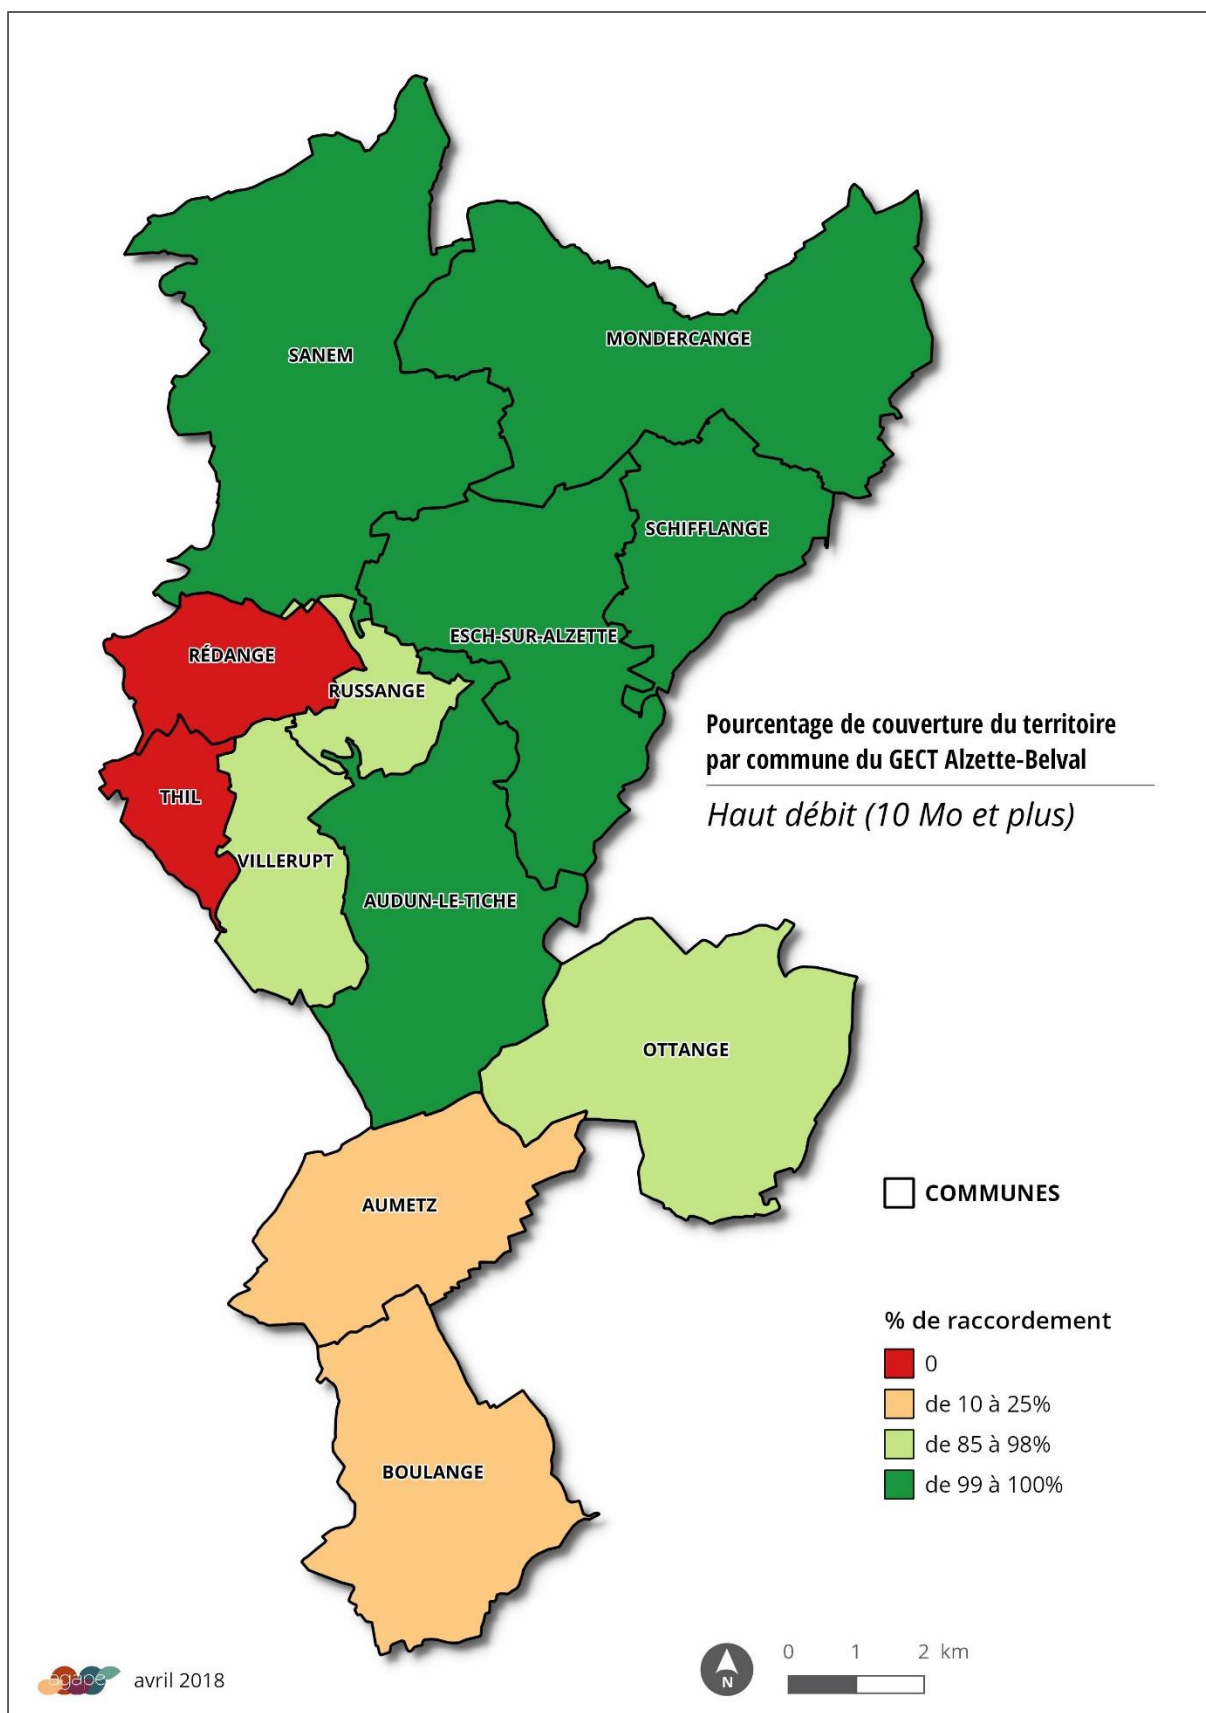 SANEM
MONDERCANGE
SCHIFFLANGE
ESCH-SUR-ALZETTE
RÉDANGE
RUSSANGE
Pourcentage de couverture du territoire
par commune du GECT Alzette-Belval
Haut débit (10 Mo et plus)
THIL
VILLERUPT
AUDUN-LE-TICHE
OTTANGE
AUMETZ
COMMUNES
BOULANGE
% de raccordement
0
de 10 à 25%
de 85 à 98%
de 99 à 100%
agape avril 2018
N
0 1 2 km